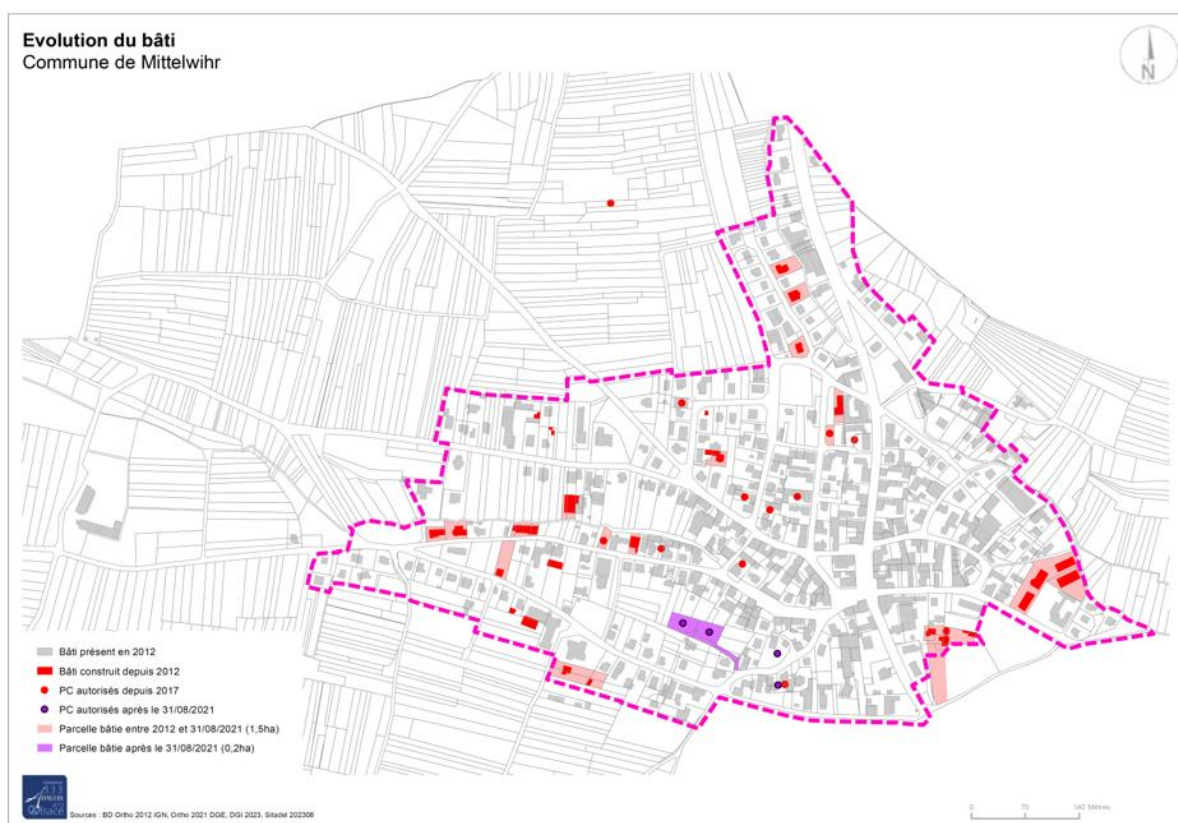 Evolution du bâti
Commune de Mittelwihr
N
Bâti présent en 2012
Bâti construit depuis 2012
PC autorisés depuis 2017
PC autorisés après le 31/08/2021
Parcelle bâtie entre 2012 et 31/08/2021 (1,5ha)
Parcelle bâtie après le 31/08/2021 (0,2ha)
Sources : BD Ortho 2012 IGN, Ortho 2021 DGE, DGI 2023, Sitadel 202308
0 70 140 Mètres